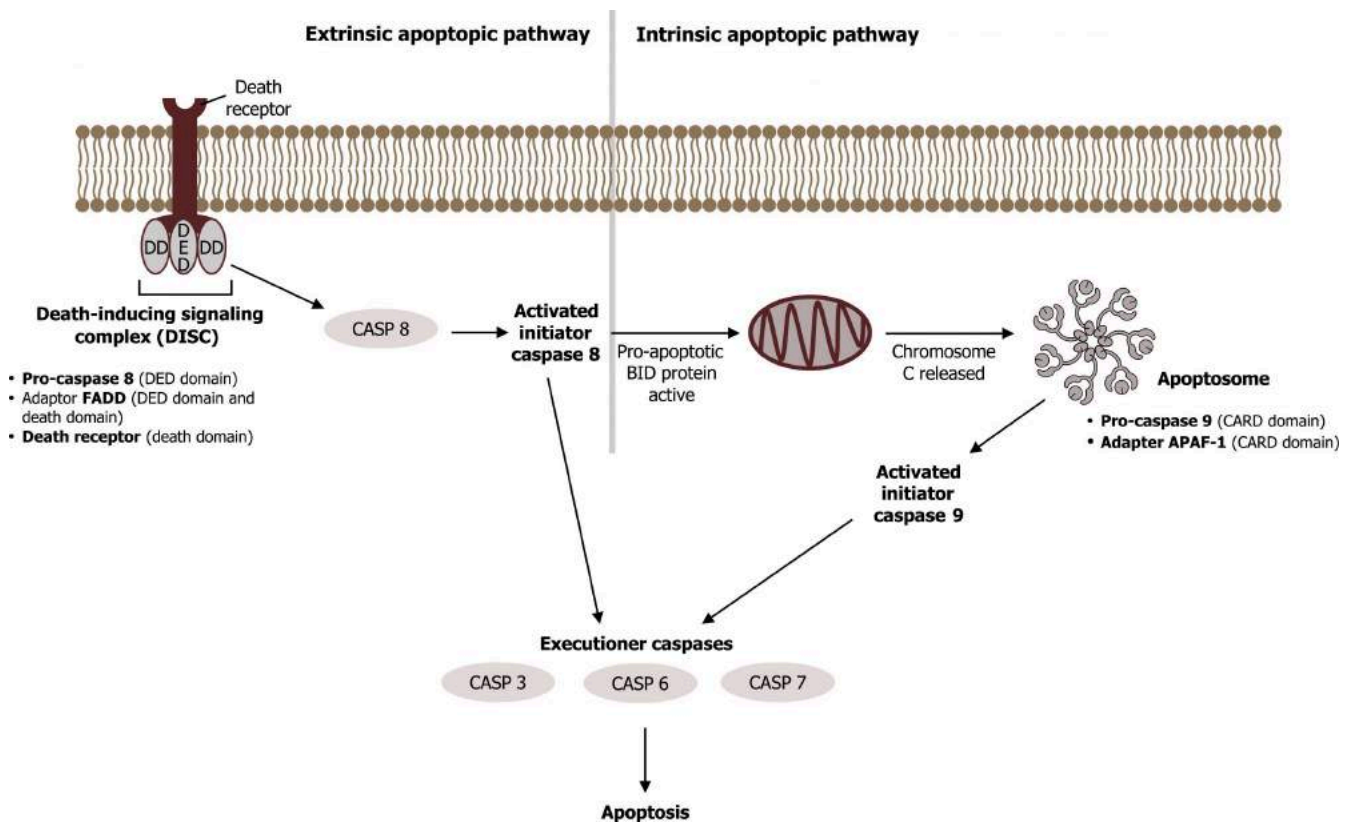 Extrinsic apoptopic pathway
Intrinsic apoptopic pathway
Death
receptor
DD
D
E
D
DD
Death-inducing signaling
complex (DISC)
• Pro-caspase 8 (DED domain)
• Adaptor FADD (DED domain and
death domain)
• Death receptor (death domain)
CASP 8
Activated
initiator
caspase 8
Pro-apoptotic
BID protein
active
Chromosome
C released
Apoptosome
• Pro-caspase 9 (CARD domain)
• Adapter APAF-1 (CARD domain)
Activated
initiator
caspase 9
Executioner caspases
CASP 3
CASP 6
CASP 7
Apoptosis